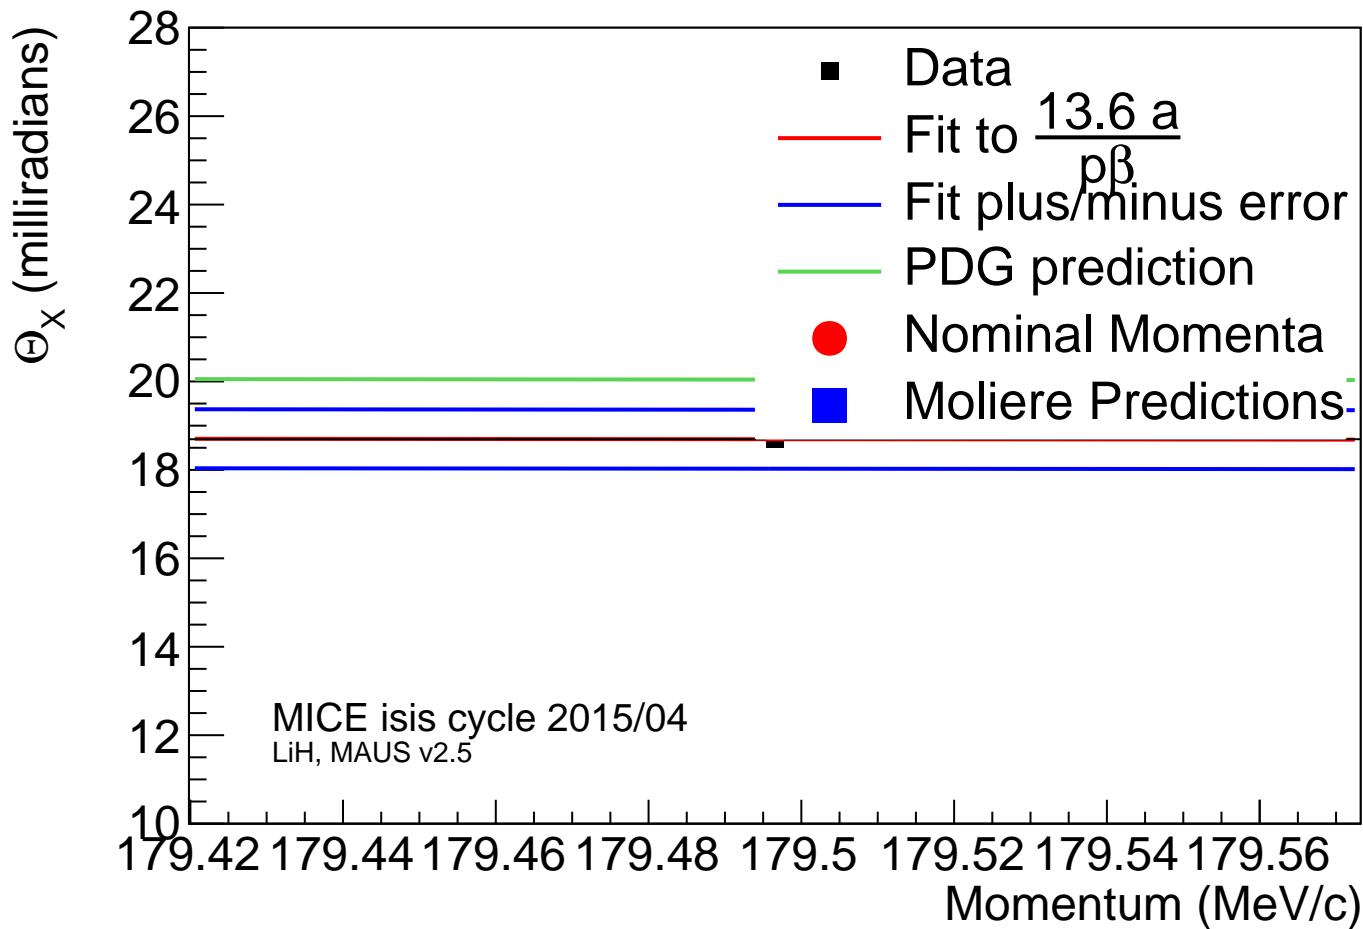 ΘX (milliradians)
28
26
24
22
20
18
16
14
12
10
Data
Fit to 13.6 a
pβ
Fit plus/minus error
PDG prediction
Nominal Momenta
Moliere Predictions
MICE isis cycle 2015/04
LiH, MAUS v2.5
179.42 179.44 179.46 179.48 179.5 179.52 179.54 179.56
Momentum (MeV/c)